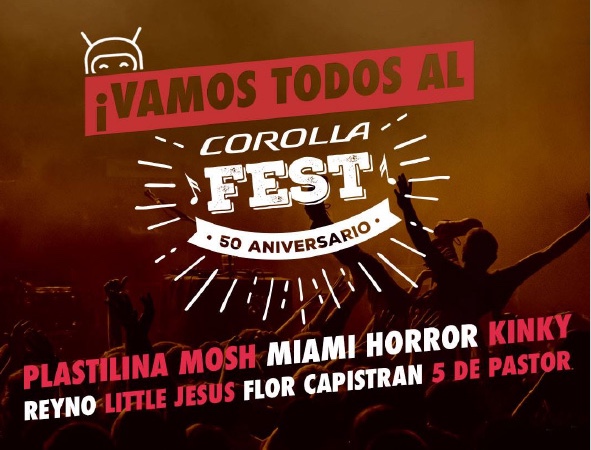 ¡VAMOS TODOS AL
COROLLA
FEST
• 50 ANIVERSARIO •
PLASTILINA MOSH MIAMI HORROR KINKY
REYNO LITTLE JESUS FLOR CAPISTRAN 5 DE PASTOR